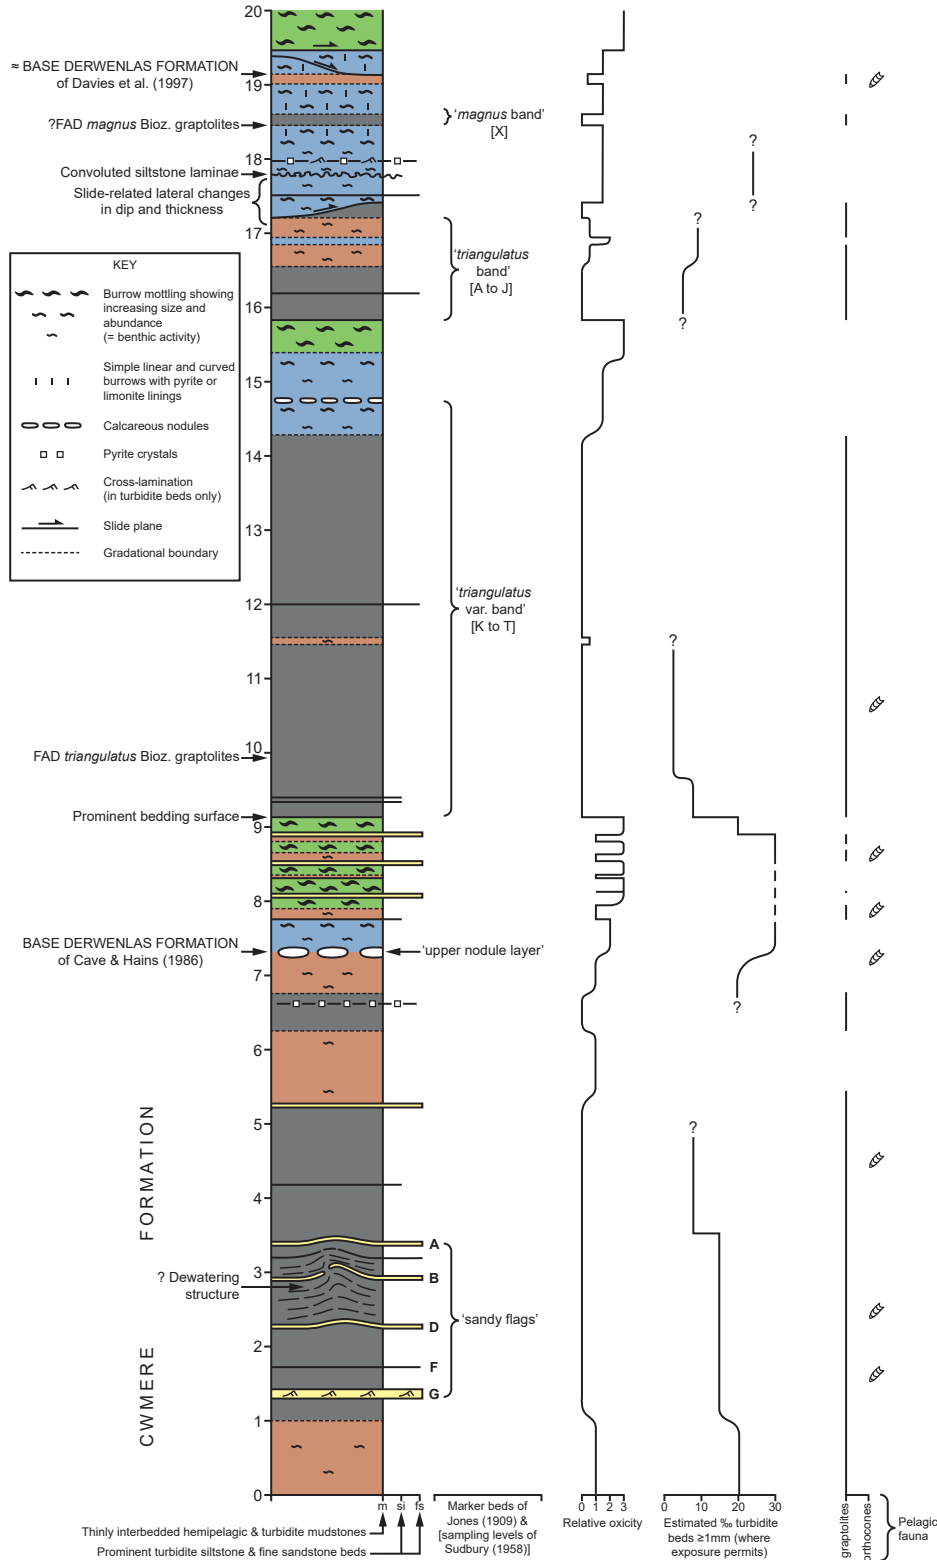 20
≈ BASE DERWENLAS FORMATION
of Davies et al. (1997)
19
?FAD magnus Bioz. graptolites
'magnus band'
[X]
18
?
Convoluted siltstone laminae
Slide-related lateral changes
in dip and thickness
?
?
17
'triangulatus
band'
[A to J]
16
?
KEY
Burrow mottling showing
increasing size and
abundance
(= benthic activity)
Simple linear and curved
burrows with pyrite or
limonite linings
Calcareous nodules
Pyrite crystals
Cross-lamination
(in turbidite beds only)
Slide plane
Gradational boundary
15
14
13
12
'triangulatus
var. band'
[K to T]
?
11
10
FAD triangulatus Bioz. graptolites
Prominent bedding surface
9
8
BASE DERWENLAS FORMATION
of Cave & Hains (1986)
'upper nodule layer'
7
?
6
5
?
4
FORMATION
A
3
B
? Dewatering
structure
D
'sandy flags'
2
F
G
CWMERE
1
0
m si fs
Thinly interbedded hemipelagic & turbidite mudstones
Prominent turbidite siltstone & fine sandstone beds
Marker beds of
Jones (1909) &
[sampling levels of
Sudbury (1958)]
0 1 2 3
Relative oxicity
0 10 20 30
Estimated ‰ turbidite
beds ≥1mm (where
exposure permits)
graptolites
orthocones
Pelagic
fauna